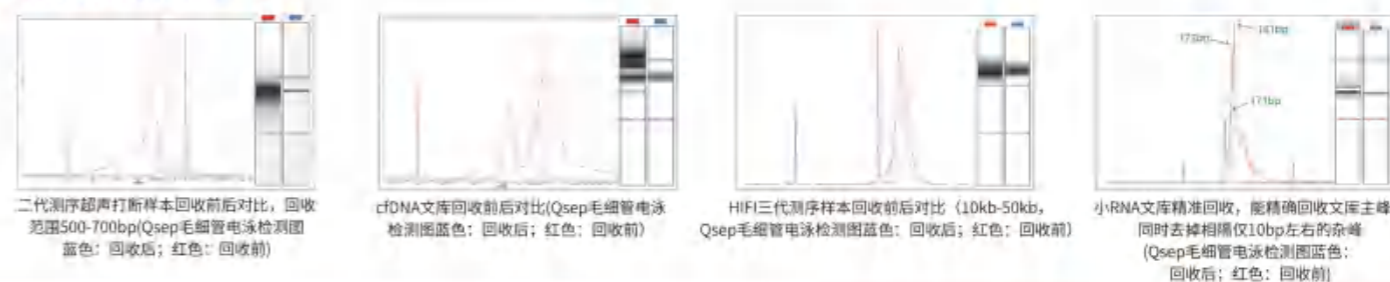 二代测序超声打断样本回收前后对比，回收
范围500-700bp(Qsep毛细管电泳检测图
蓝色：回收后；红色：回收前)
cfDNA文库回收前后对比(Qsep毛细管电泳
检测图蓝色：回收后；红色：回收前)
HIFI三代测序样本回收前后对比（10kb-50kb，
Qsep毛细管电泳检测图蓝色：回收后；红色：回收前）
171bp
小RNA文库精准回收，能精确回收文库主峰
同时去掉相隔仅10bp左右的杂峰
(Qsep毛细管电泳检测图蓝色：
回收后；红色：回收前)